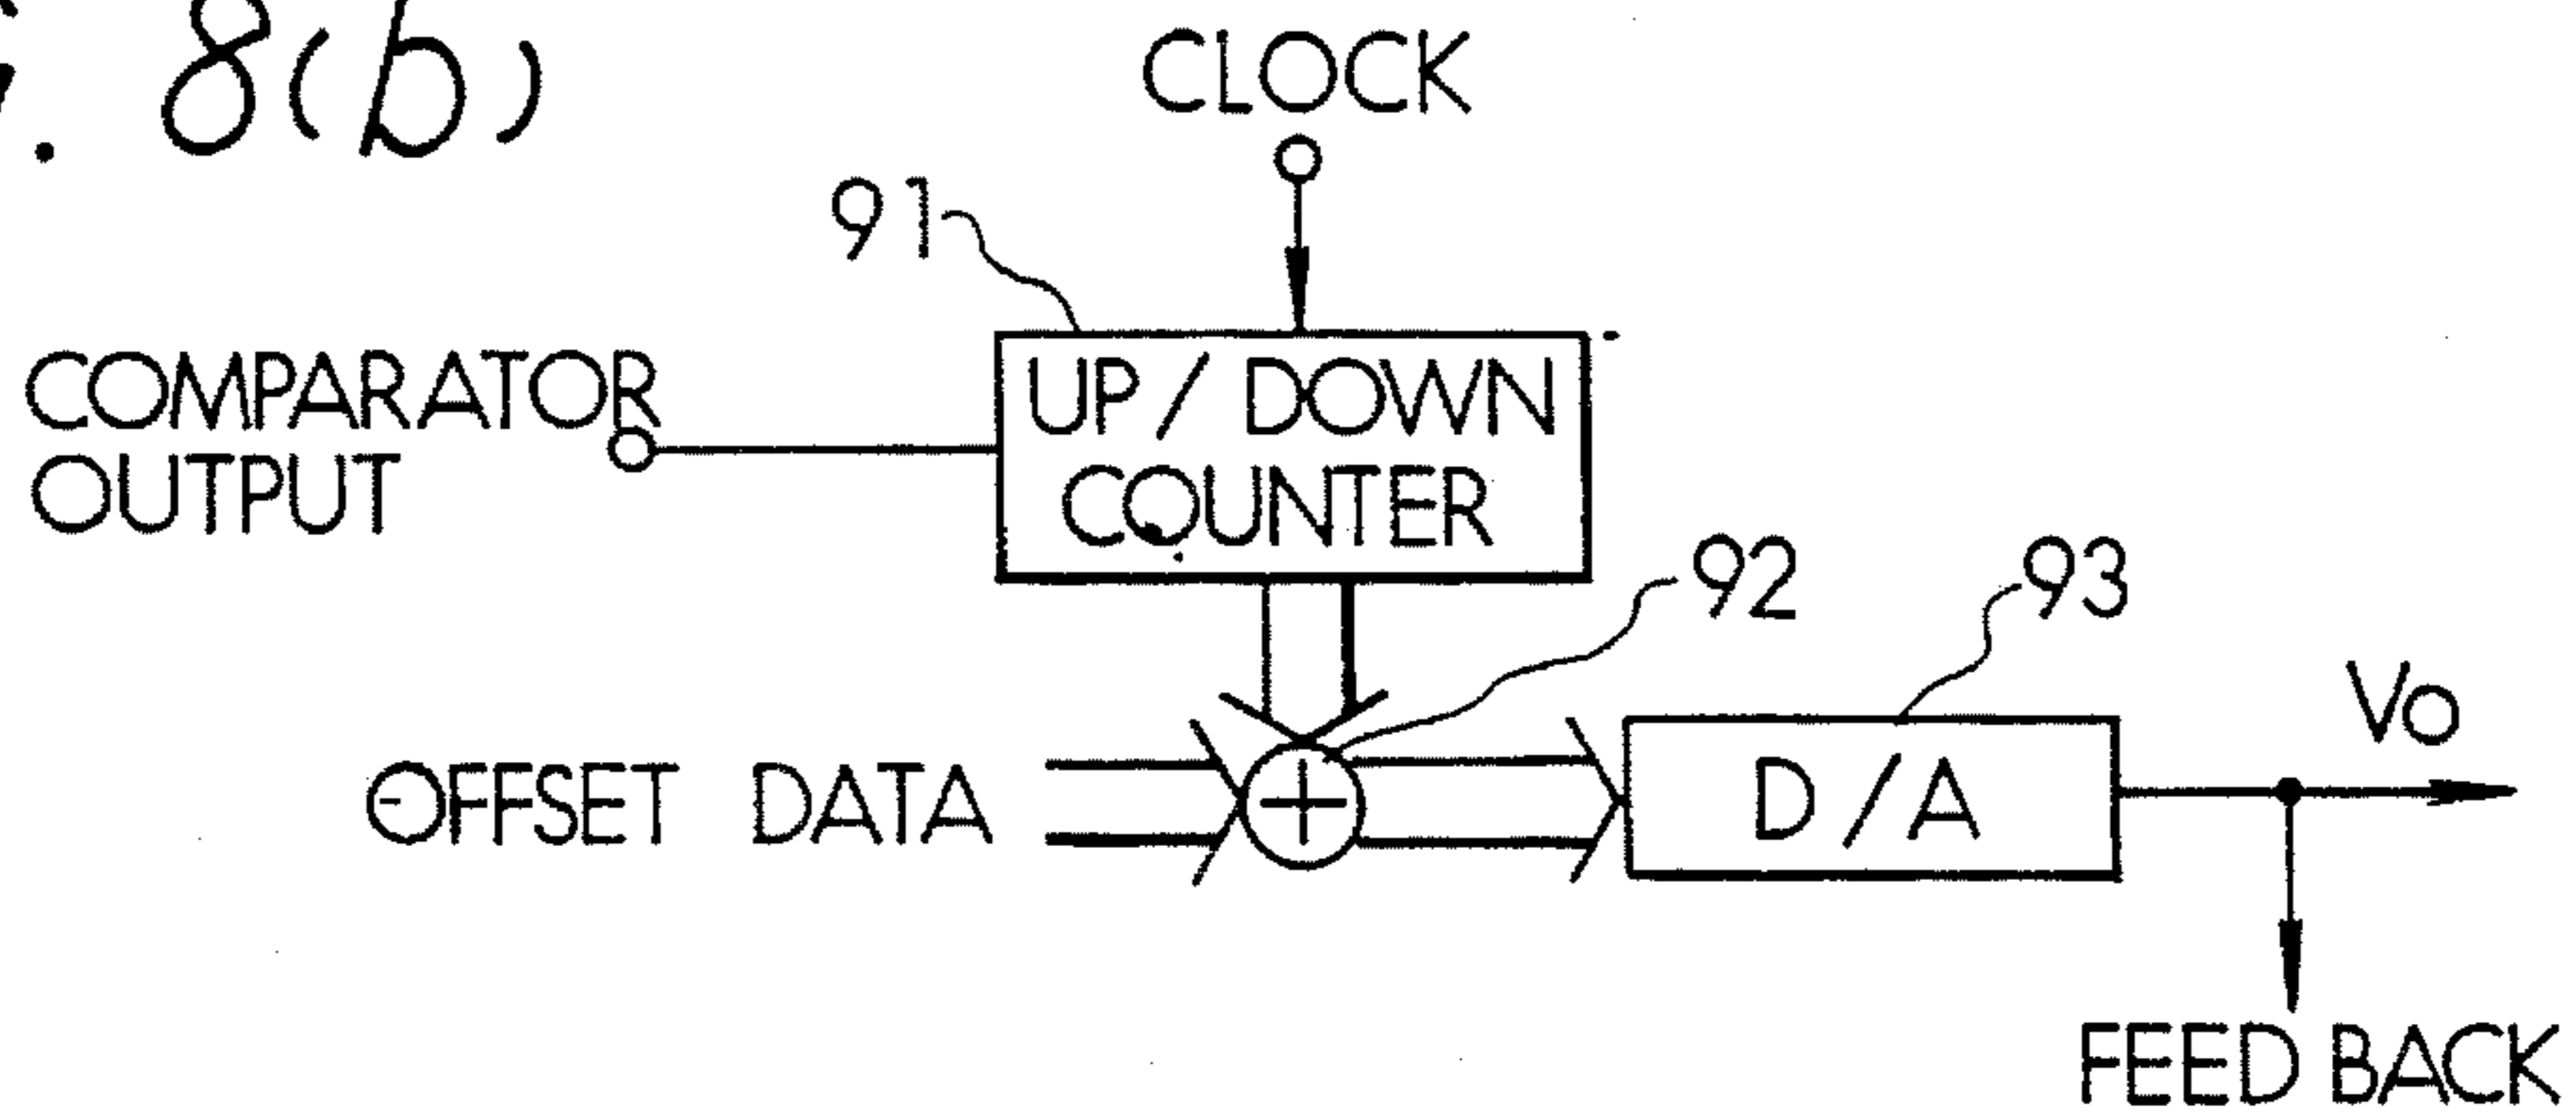 . 8(b)
CLOCK
91
COMPARATOR
OUTPUT
UP/DOWN
COUNTER
92
93
Vo
OFFSET DATA
+
D/A
FEED BACK